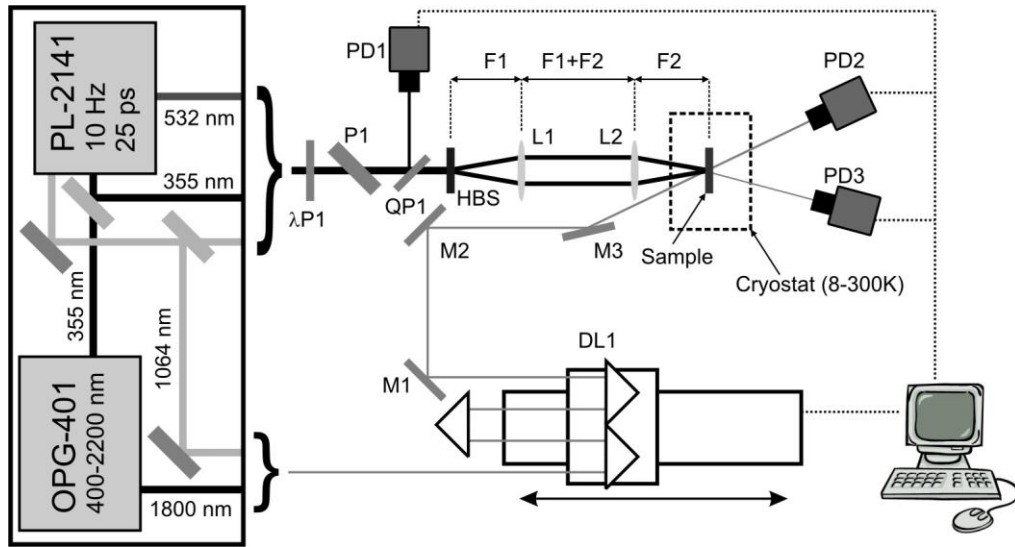 PL-2141
10 Hz
25 ps
532 nm
355 nm
355 nm
1064 nm
OPG-401
400-2200 nm
1800 nm
λP1
P1
PD1
QP1
HBS
F1
F1+F2
F2
L1
L2
PD2
PD3
M2
M3
Sample
Cryostat (8-300K)
M1
DL1